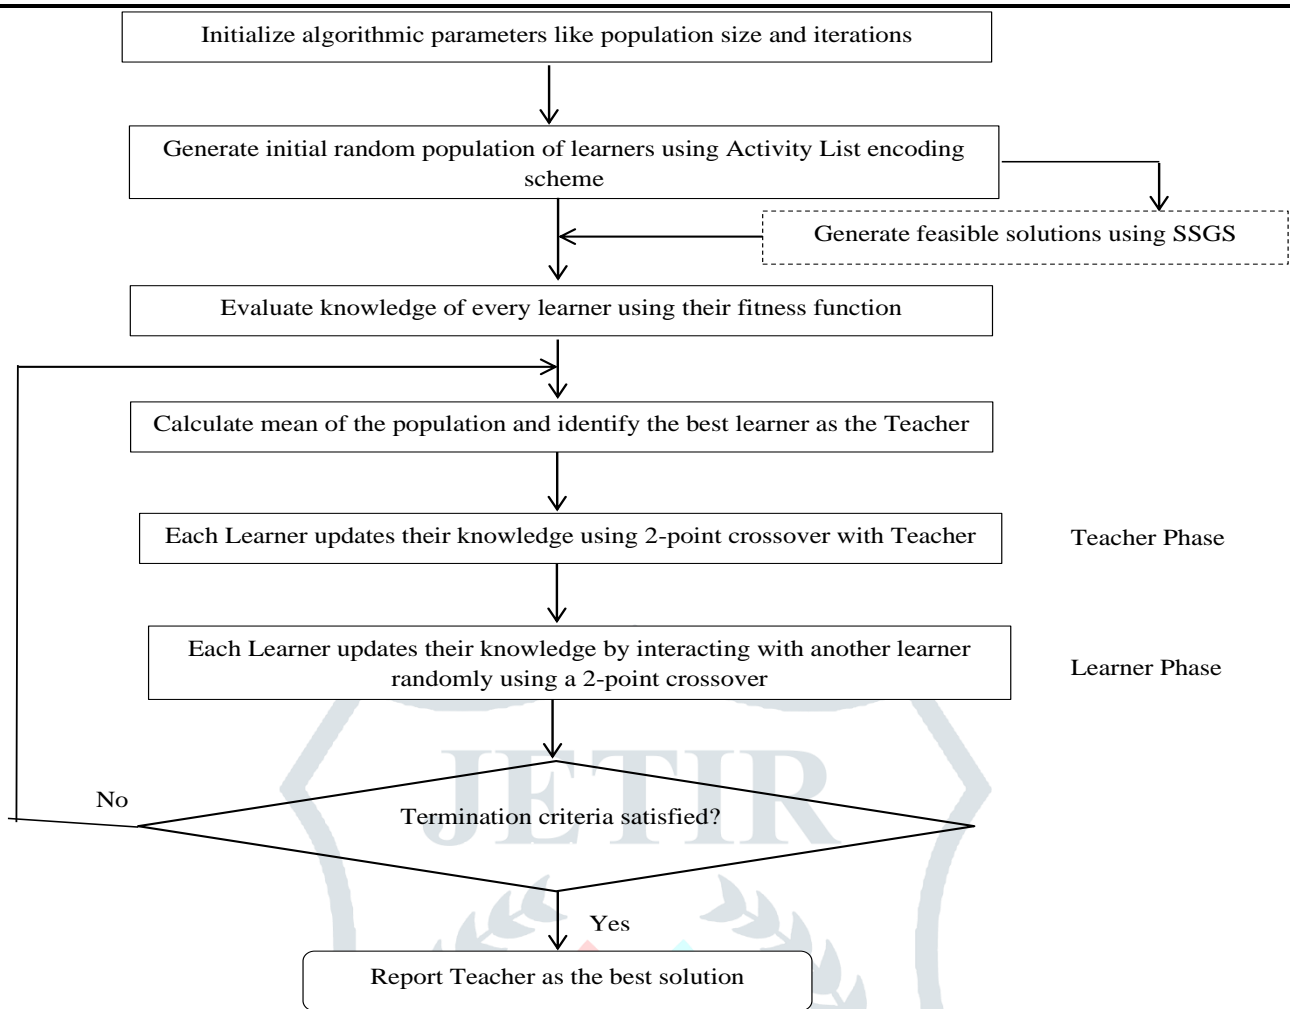 Initialize algorithmic parameters like population size and iterations
Generate initial random population of learners using Activity List encoding
scheme
Generate feasible solutions using SSGS
Evaluate knowledge of every learner using their fitness function
Calculate mean of the population and identify the best learner as the Teacher
Each Learner updates their knowledge using 2-point crossover with Teacher
Teacher Phase
Each Learner updates their knowledge by interacting with another learner
randomly using a 2-point crossover
Learner Phase
JETIR
No
Termination criteria satisfied?
Yes
Report Teacher as the best solution